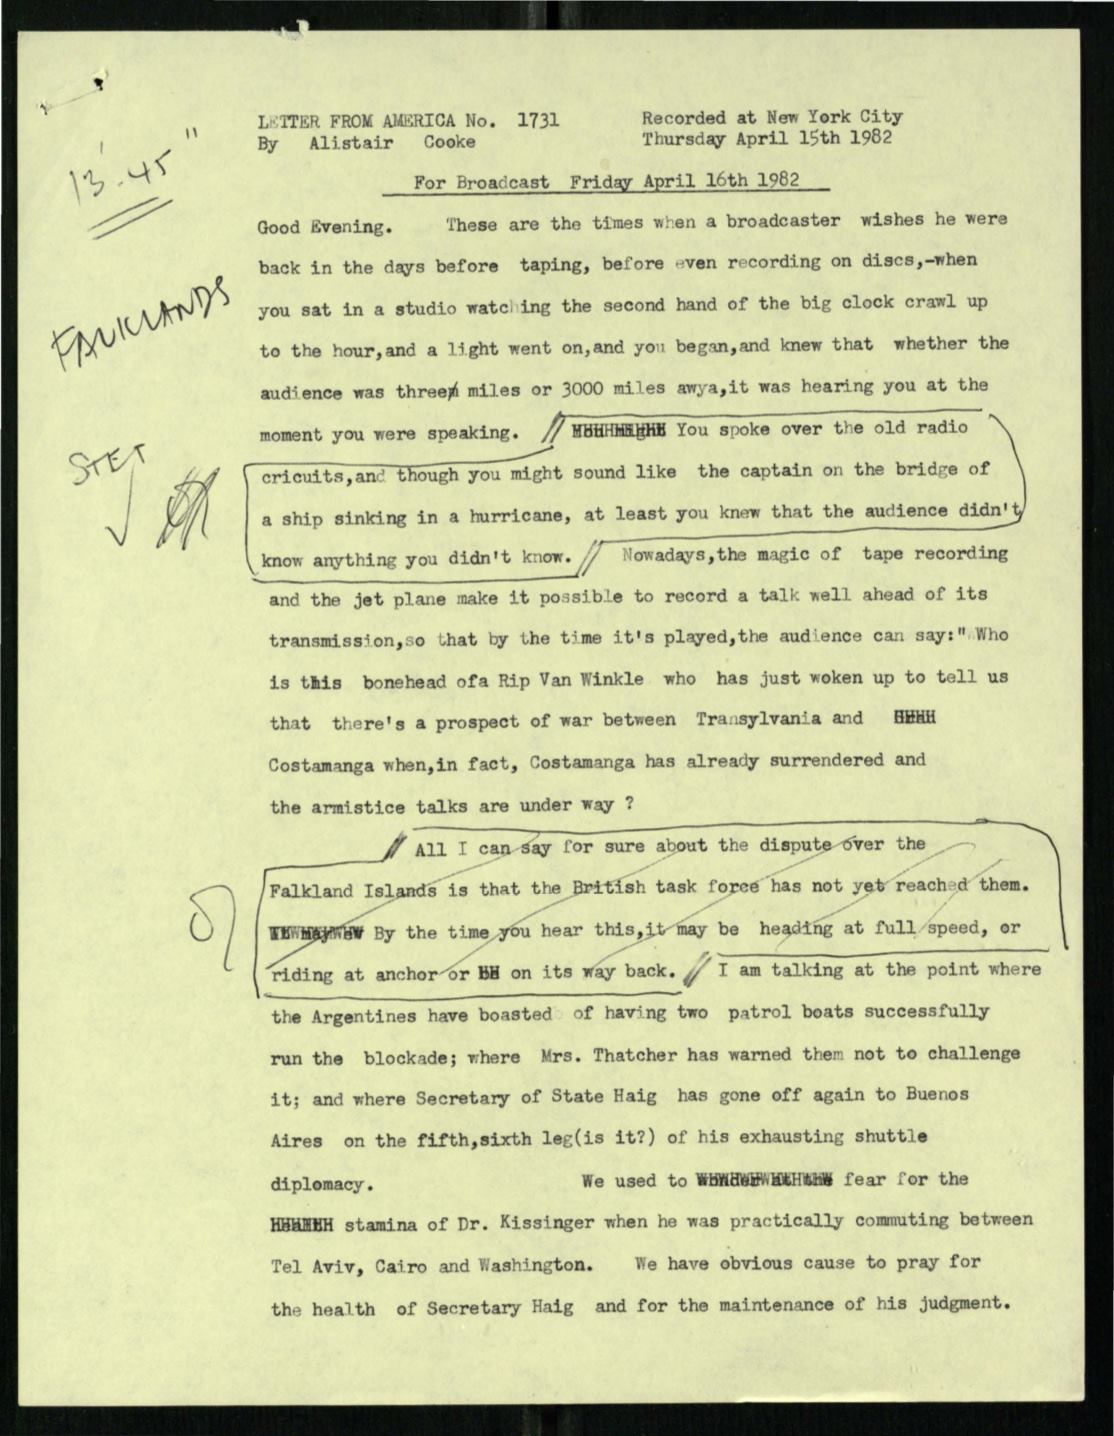 LETTER FROM AMERICA No. 1731 Recorded at New York City
By Alistair Cooke Thursday April 15th 1982
13'-45"
For Broadcast Friday April 16th 1982
Good Evening. These are the times when a broadcaster wishes he were
back in the days before taping, before even recording on discs,-when
FALKLANDS
you sat in a studio watching the second hand of the big clock crawl up
to the hour,and a light went on,and you began,and knew that whether the
audience was three miles or 3000 miles awya,it was hearing you at the
moment you were speaking. // You spoke over the old radio
STET
cricuits,and though you might sound like the captain on the bridge of
a ship sinking in a hurricane, at least you knew that the audience didn't
know anything you didn't know. // Nowadays,the magic of tape recording
and the jet plane make it possible to record a talk well ahead of its
transmission,so that by the time it's played,the audience can say:" Who
is this bonehead ofa Rip Van Winkle who has just woken up to tell us
that there's a prospect of war between Transylvania and
Costamanga when,in fact, Costamanga has already surrendered and
the armistice talks are under way ?
// All I can say for sure about the dispute over the
Falkland Islands is that the British task force has not yet reached them.
By the time you hear this,it may be heading at full speed, or
riding at anchor or on its way back. // I am talking at the point where
the Argentines have boasted of having two patrol boats successfully
run the blockade; where Mrs. Thatcher has warned them not to challenge
it; and where Secretary of State Haig has gone off again to Buenos
Aires on the fifth,sixth leg(is it?) of his exhausting shuttle
diplomacy. We used to fear for the
stamina of Dr. Kissinger when he was practically commuting between
Tel Aviv, Cairo and Washington. We have obvious cause to pray for
the health of Secretary Haig and for the maintenance of his judgment.